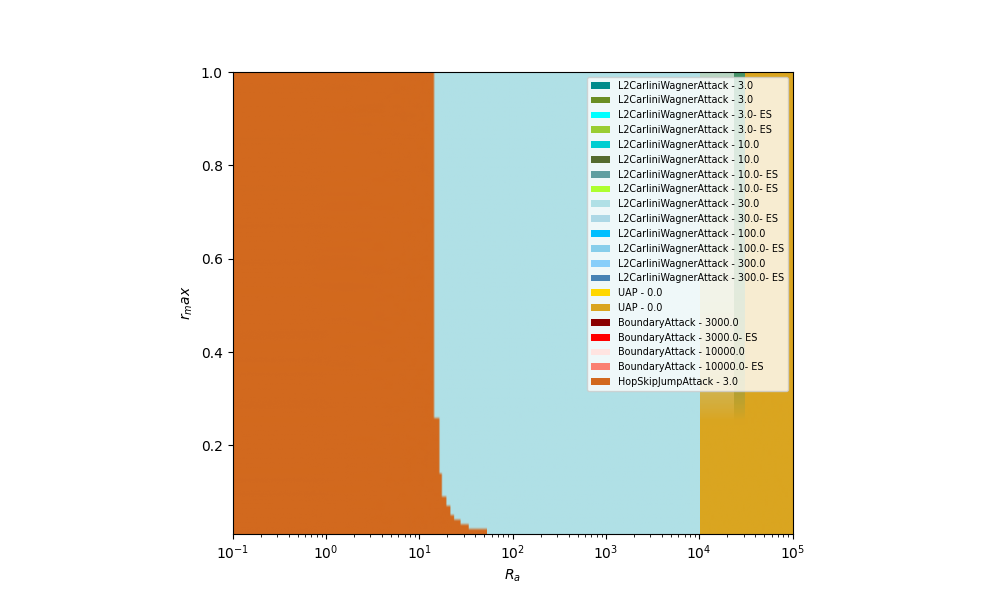 1.0
0.8
0.6
0.4
0.2
r_max
10^-1
10^0
10^1
10^2
10^3
10^4
10^5
R_a
L2CarliniWagnerAttack - 3.0
L2CarliniWagnerAttack - 3.0
L2CarliniWagnerAttack - 3.0- ES
L2CarliniWagnerAttack - 3.0- ES
L2CarliniWagnerAttack - 10.0
L2CarliniWagnerAttack - 10.0
L2CarliniWagnerAttack - 10.0- ES
L2CarliniWagnerAttack - 10.0- ES
L2CarliniWagnerAttack - 30.0
L2CarliniWagnerAttack - 30.0- ES
L2CarliniWagnerAttack - 100.0
L2CarliniWagnerAttack - 100.0- ES
L2CarliniWagnerAttack - 300.0
L2CarliniWagnerAttack - 300.0- ES
UAP - 0.0
UAP - 0.0
BoundaryAttack - 3000.0
BoundaryAttack - 3000.0- ES
BoundaryAttack - 10000.0
BoundaryAttack - 10000.0- ES
HopSkipJumpAttack - 3.0